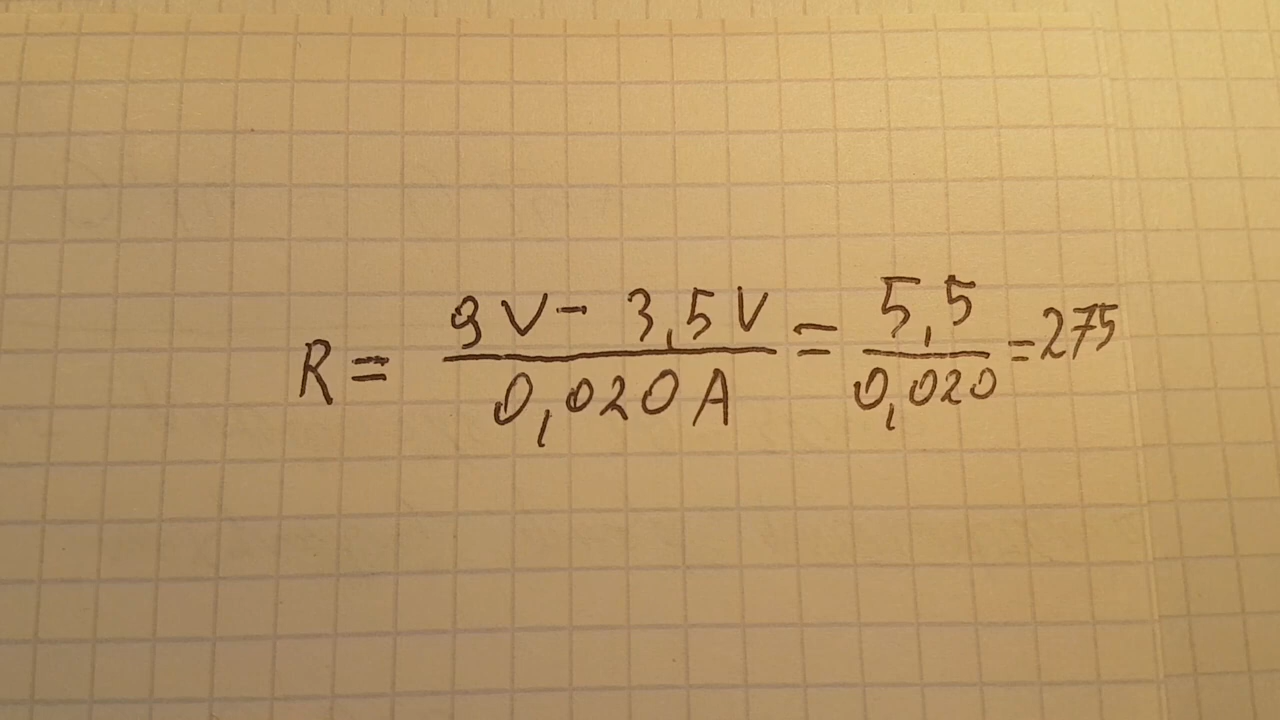 R = 9V - 3,5V / 0,020A = 5,5 / 0,020 = 275